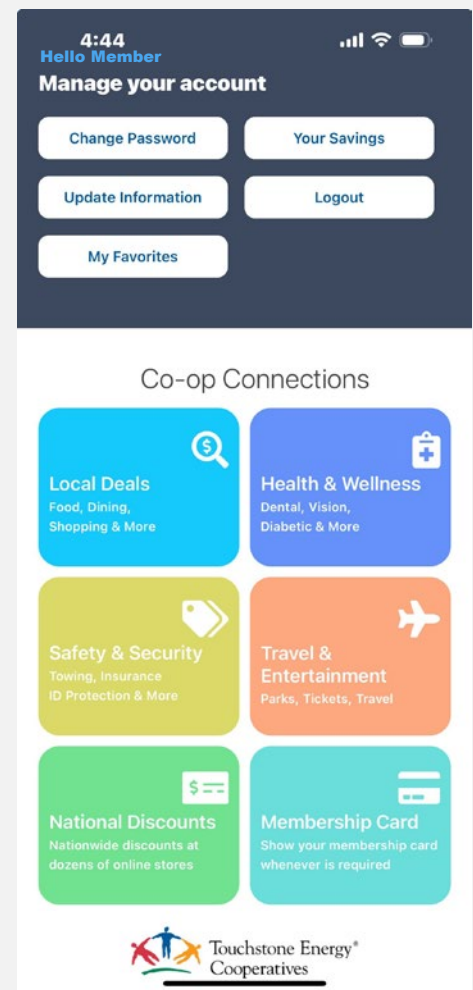 4:44
Hello Member
Manage your account
Change Password
Your Savings
Update Information
Logout
My Favorites
Co-op Connections
Local Deals
Food, Dining,
Shopping & More
Health & Wellness
Dental, Vision,
Diabetic & More
Safety & Security
Towing, Insurance
ID Protection & More
Travel &
Entertainment
Parks, Tickets, Travel
National Discounts
Nationwide discounts at
dozens of online stores
Membership Card
Show your membership card
whenever is required
Touchstone Energy®
Cooperatives